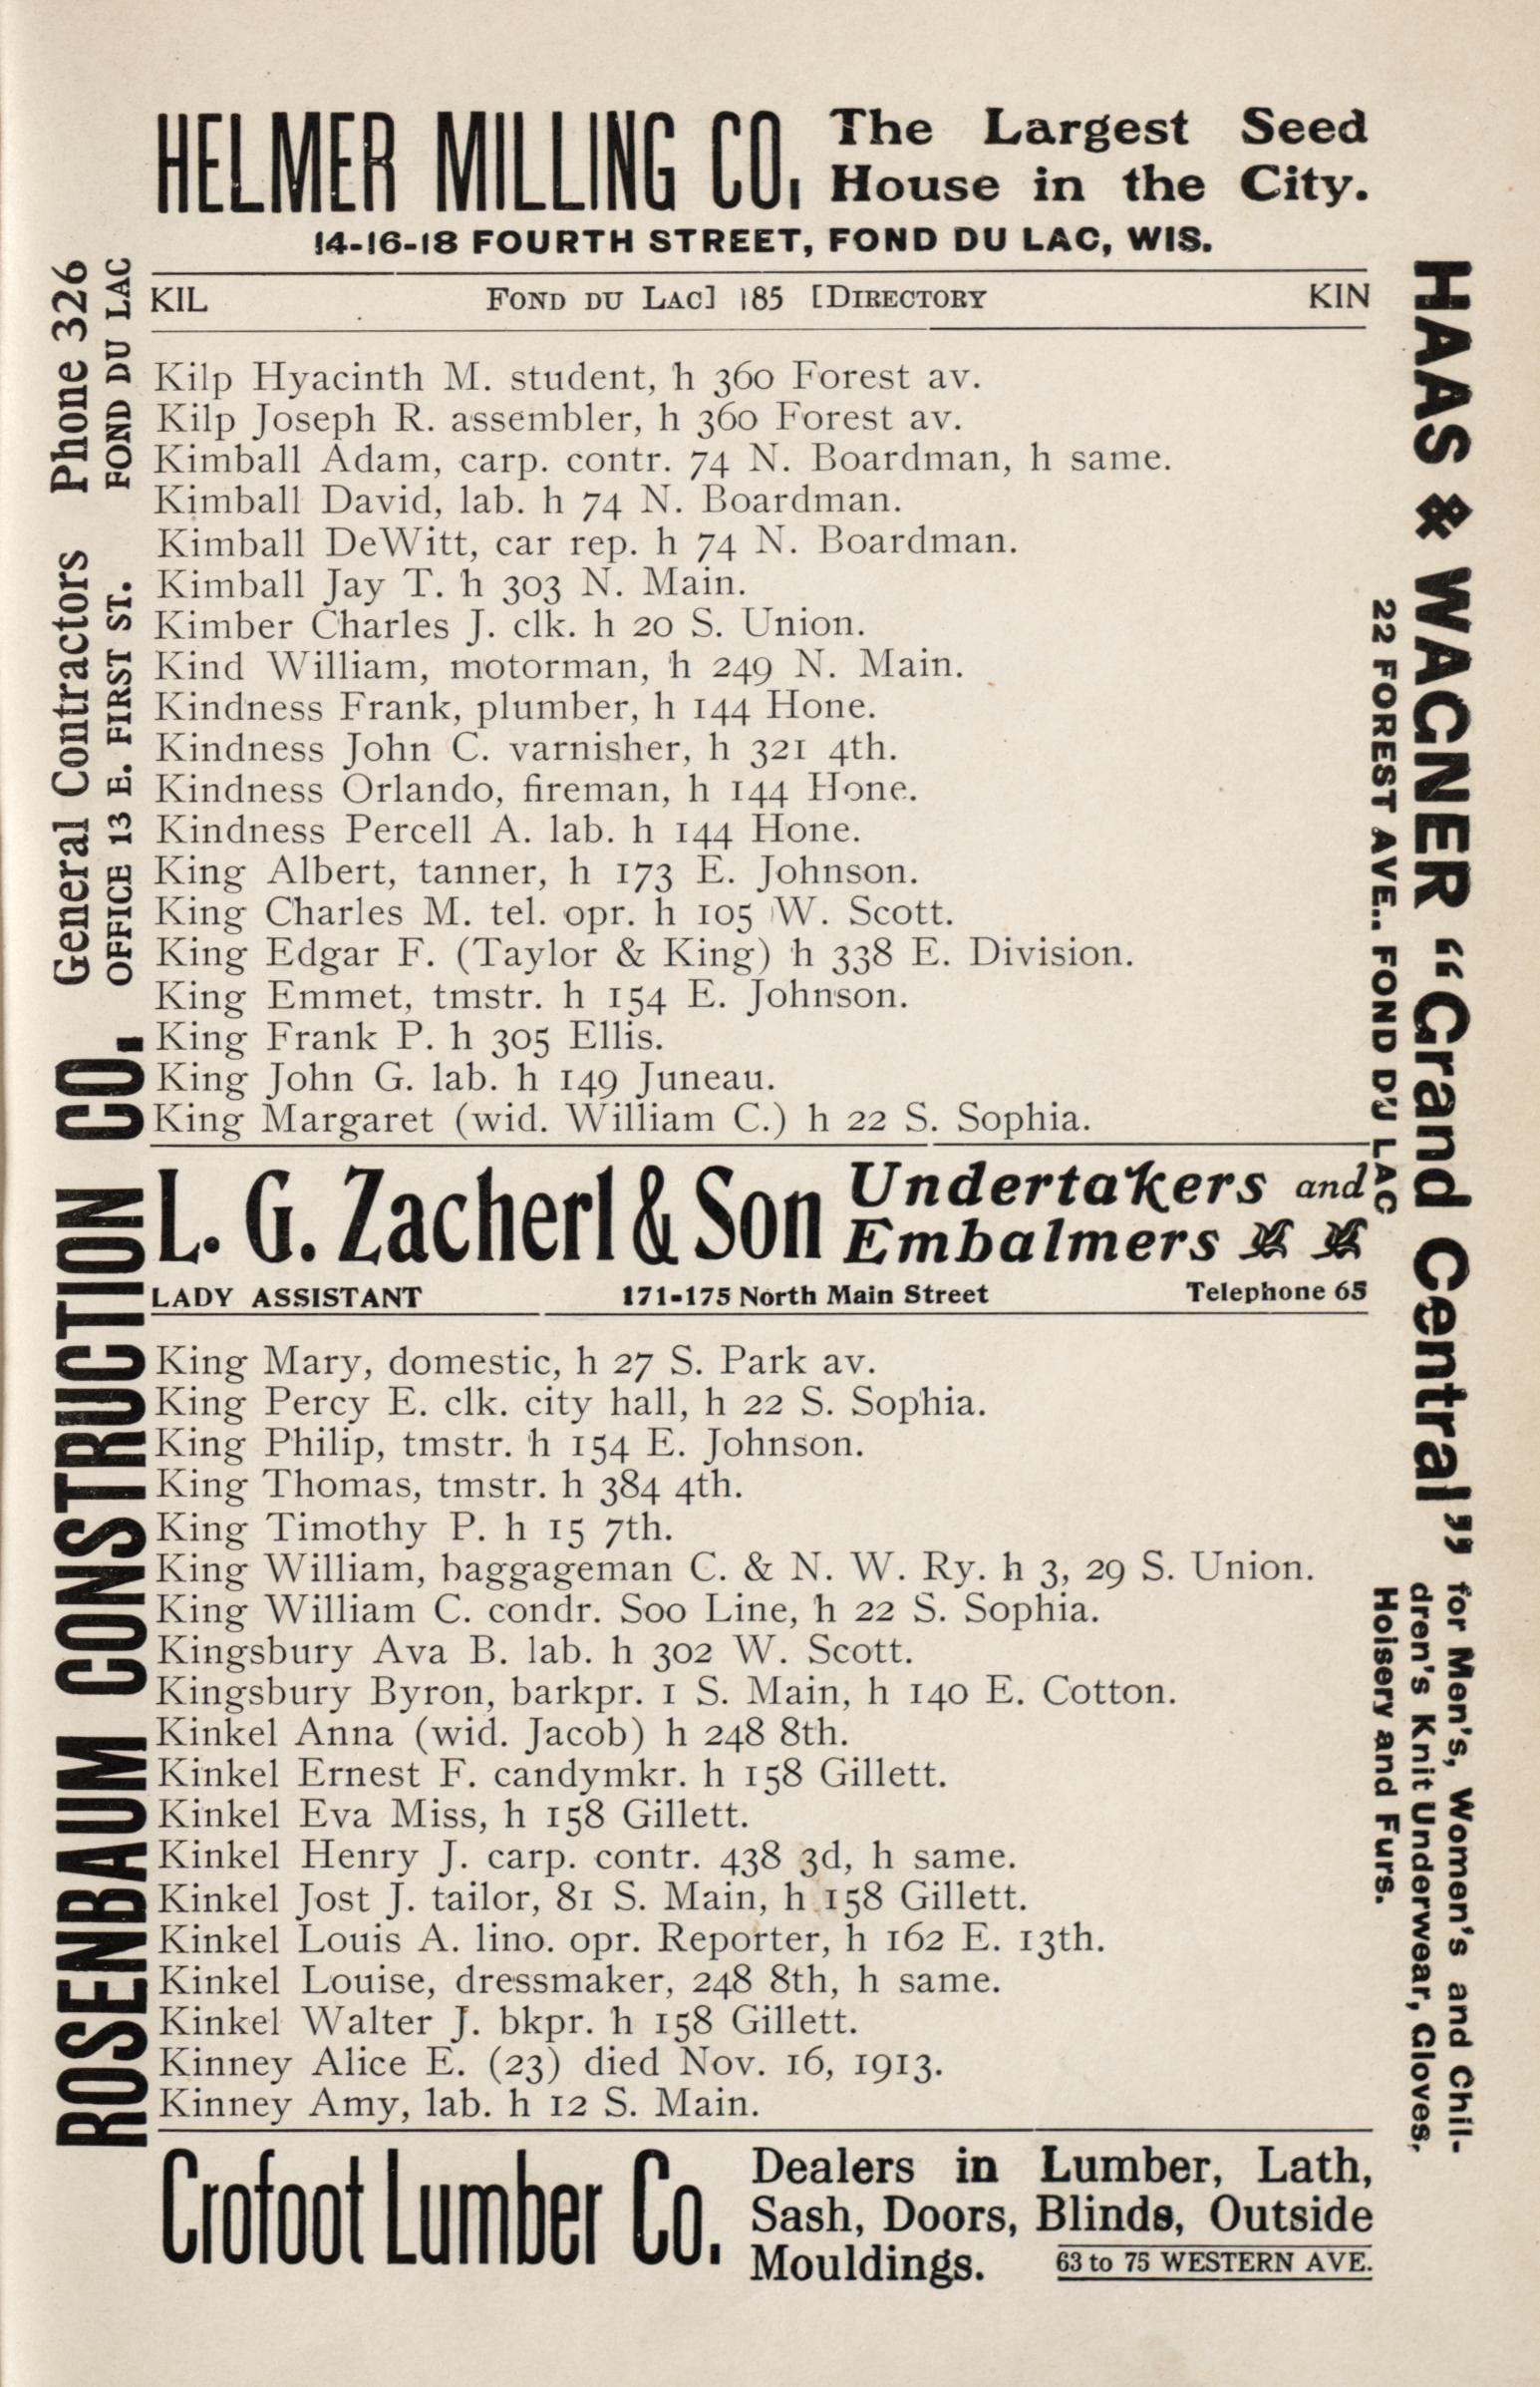 HELMER MILLING CO. The Largest Seed
House in the City.
14-16-18 FOURTH STREET, FOND DU LAC, WIS.
KIL FOND DU LAC] 185 [DIRECTORY KIN
Kilp Hyacinth M. student, h 360 Forest av.
Kilp Joseph R. assembler, h 360 Forest av.
Kimball Adam, carp. contr. 74 N. Boardman, h same.
Kimball David, lab. h 74 N. Boardman.
Kimball DeWitt, car rep. h 74 N. Boardman.
Kimball Jay T. h 303 N. Main.
Kimber Charles J. clk. h 20 S. Union.
Kind William, motorman, h 249 N. Main.
Kindness Frank, plumber, h 144 Hone.
Kindness John C. varnisher, h 321 4th.
Kindness Orlando, fireman, h 144 Hone.
Kindness Percell A. lab. h 144 Hone.
King Albert, tanner, h 173 E. Johnson.
King Charles M. tel. opr. h 105 W. Scott.
King Edgar F. (Taylor & King) h 338 E. Division.
King Emmet, tmstr. h 154 E. Johnson.
King Frank P. h 305 Ellis.
King John G. lab. h 149 Juneau.
King Margaret (wid. William C.) h 22 S. Sophia.
L. G. Zacherl & Son Undertakers and
Embalmers
LADY ASSISTANT 171-175 North Main Street Telephone 65
King Mary, domestic, h 27 S. Park av.
King Percy E. clk. city hall, h 22 S. Sophia.
King Philip, tmstr. h 154 E. Johnson.
King Thomas, tmstr. h 384 4th.
King Timothy P. h 15 7th.
King William, baggageman C. & N. W. Ry. h 3, 29 S. Union.
King William C. condr. Soo Line, h 22 S. Sophia.
Kingsbury Ava B. lab. h 302 W. Scott.
Kingsbury Byron, barkpr. 1 S. Main, h 140 E. Cotton.
Kinkel Anna (wid. Jacob) h 248 8th.
Kinkel Ernest F. candymkr. h 158 Gillett.
Kinkel Eva Miss, h 158 Gillett.
Kinkel Henry J. carp. contr. 438 3d, h same.
Kinkel Jost J. tailor, 81 S. Main, h 158 Gillett.
Kinkel Louis A. lino. opr. Reporter, h 162 E. 13th.
Kinkel Louise, dressmaker, 248 8th, h same.
Kinkel Walter J. bkpr. h 158 Gillett.
Kinney Alice E. (23) died Nov. 16, 1913.
Kinney Amy, lab. h 12 S. Main.
Crofoot Lumber Co. Dealers in Lumber, Lath,
Sash, Doors, Blinds, Outside
Mouldings. 63 to 75 WESTERN AVE.
ROSENBAUM CONSTRUCTION CO. General Contractors Phone 326
OFFICE 13 E. FIRST ST. FOND DU LAC
HAAS & WAGNER "Grand Central" for Men's, Women's and Chil-
dren's Knit Underwear, Gloves,
Hoisery and Furs.
22 FOREST AVE., FOND DU LAC